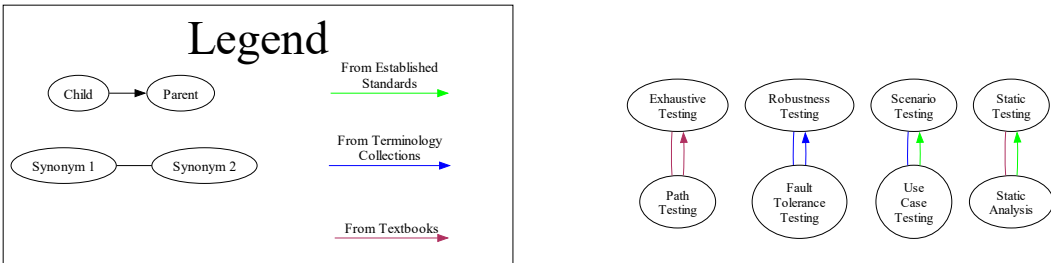 Legend
Child
Parent
Synonym 1
Synonym 2
From Established
Standards
From Terminology
Collections
From Textbooks
Exhaustive
Testing
Path
Testing
Robustness
Testing
Fault
Tolerance
Testing
Scenario
Testing
Use
Case
Testing
Static
Testing
Static
Analysis